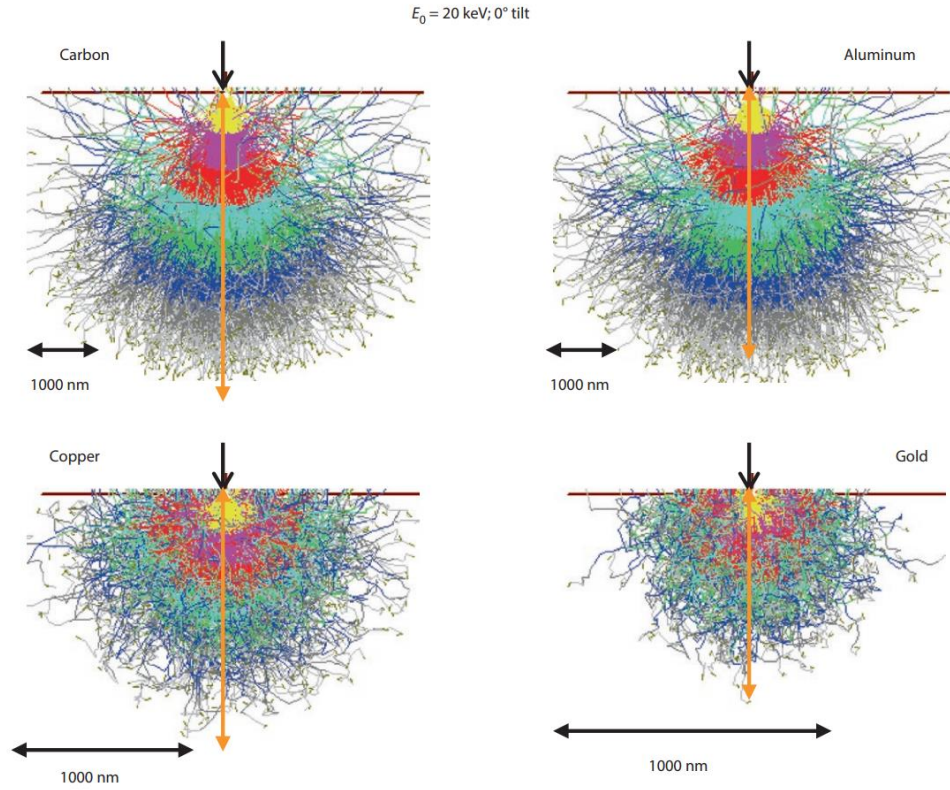 E0 = 20 keV; 0° tilt
Carbon
Aluminum
1000 nm
1000 nm
Copper
Gold
1000 nm
1000 nm